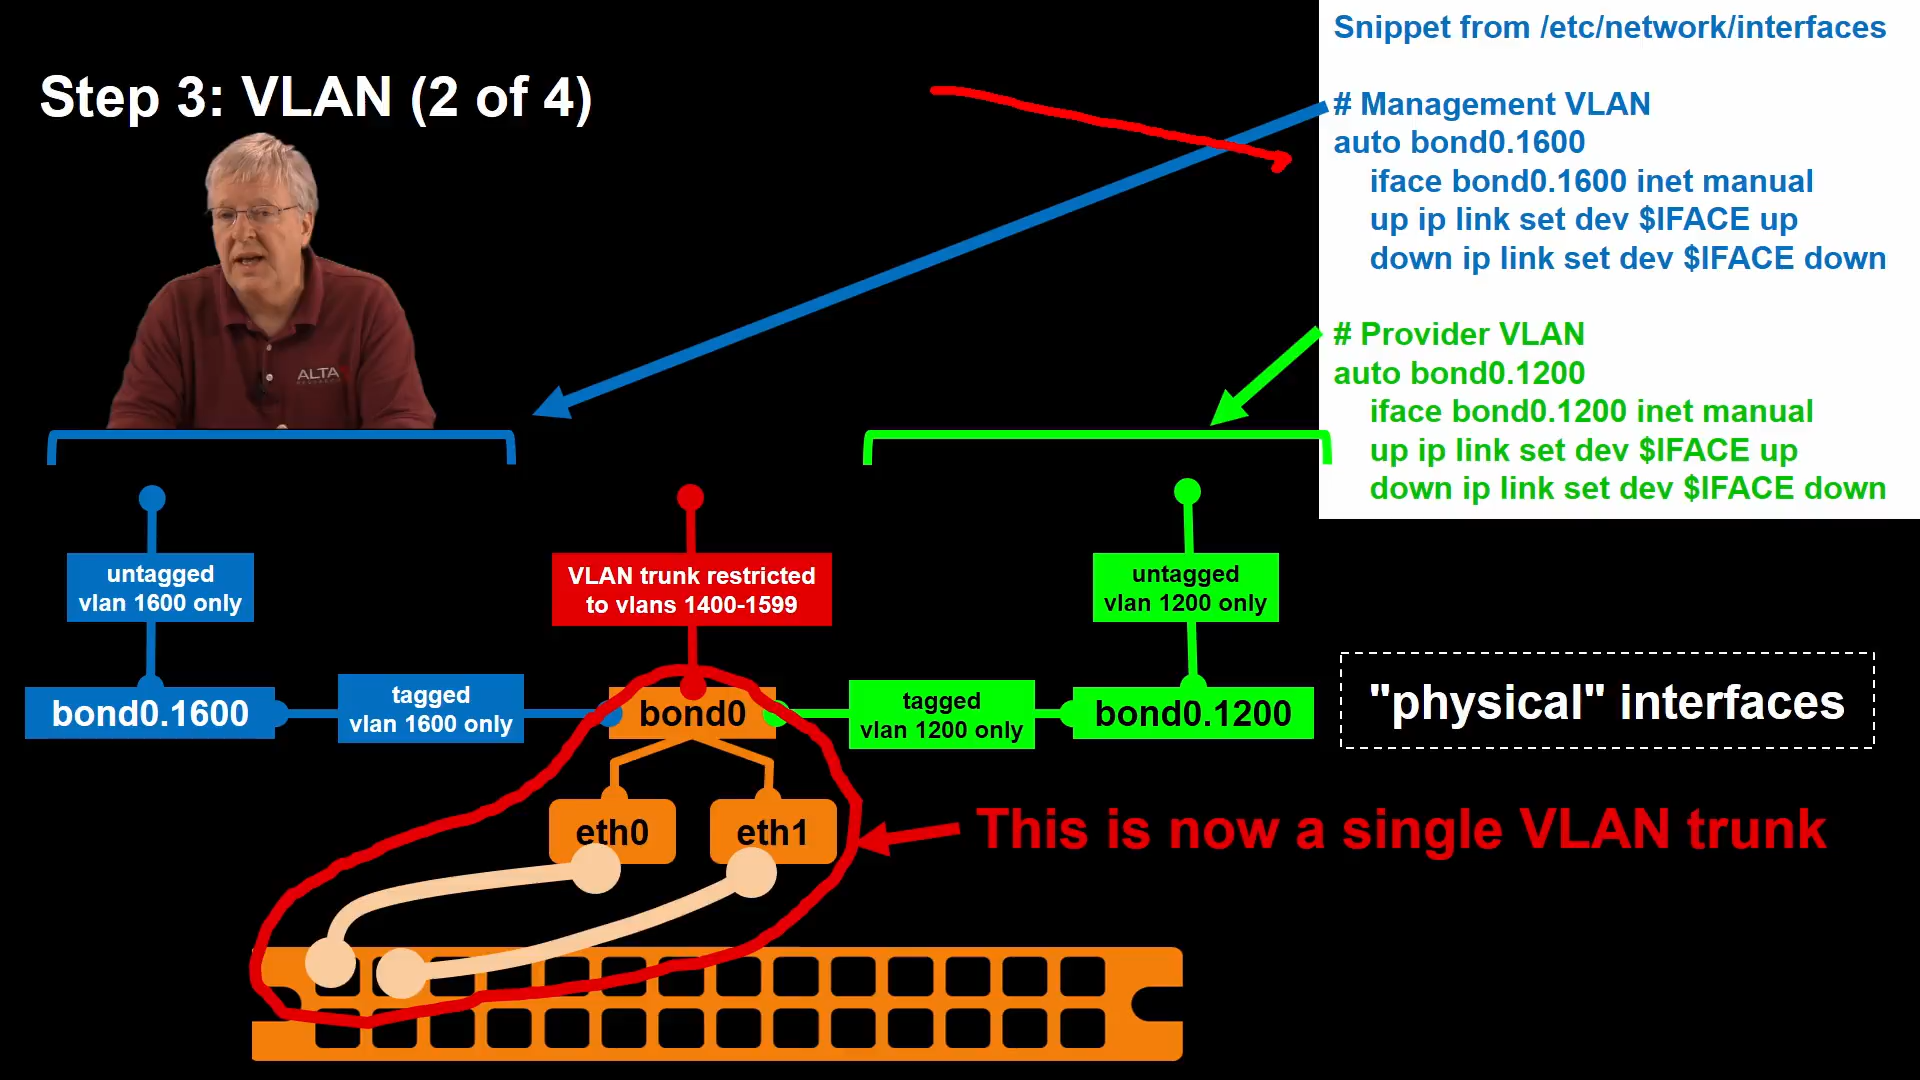 Step 3: VLAN (2 of 4)
Snippet from /etc/network/interfaces
# Management VLAN
auto bond0.1600
iface bond0.1600 inet manual
up ip link set dev $IFACE up
down ip link set dev $IFACE down
# Provider VLAN
auto bond0.1200
iface bond0.1200 inet manual
up ip link set dev $IFACE up
down ip link set dev $IFACE down
ALTA
untagged
vlan 1600 only
VLAN trunk restricted
to vlans 1400-1599
untagged
vlan 1200 only
bond0.1600
tagged
vlan 1600 only
bond0
tagged
vlan 1200 only
bond0.1200
"physical" interfaces
eth0
eth1
This is now a single VLAN trunk